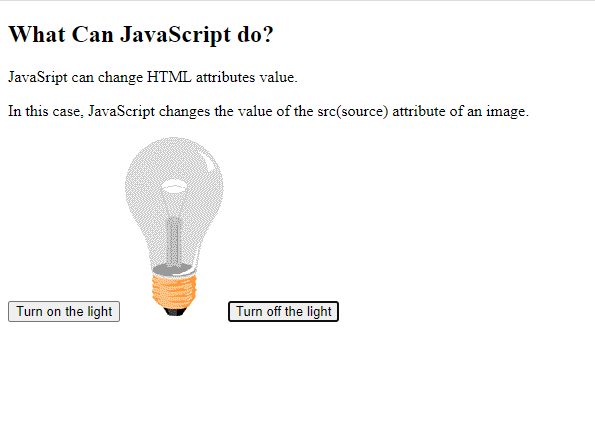 What Can JavaScript do?
JavaSript can change HTML attributes value.
In this case, JavaScript changes the value of the src(source) attribute of an image.
Turn on the light
Turn off the light